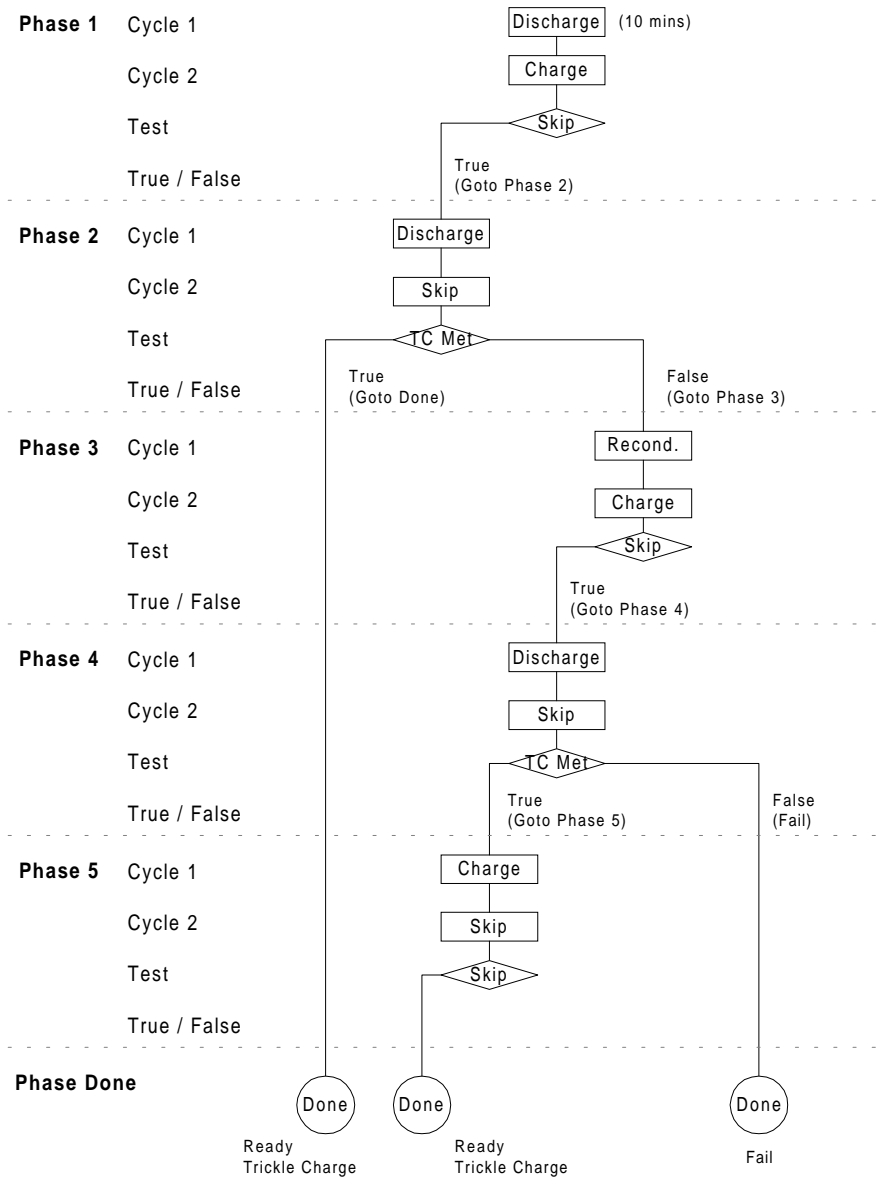 Phase 1 Cycle 1 Discharge (10 mins)
Cycle 2 Charge
Test Skip
True / False True
(Goto Phase 2)
Phase 2 Cycle 1 Discharge
Cycle 2 Skip
Test TC Met
True / False True False
(Goto Done) (Goto Phase 3)
Phase 3 Cycle 1 Recond.
Cycle 2 Charge
Test Skip
True / False True
(Goto Phase 4)
Phase 4 Cycle 1 Discharge
Cycle 2 Skip
Test TC Met
True / False True False
(Goto Phase 5) (Fail)
Phase 5 Cycle 1 Charge
Cycle 2 Skip
Test Skip
True / False
Phase Done
Done Done Done
Ready Ready Fail
Trickle Charge Trickle Charge